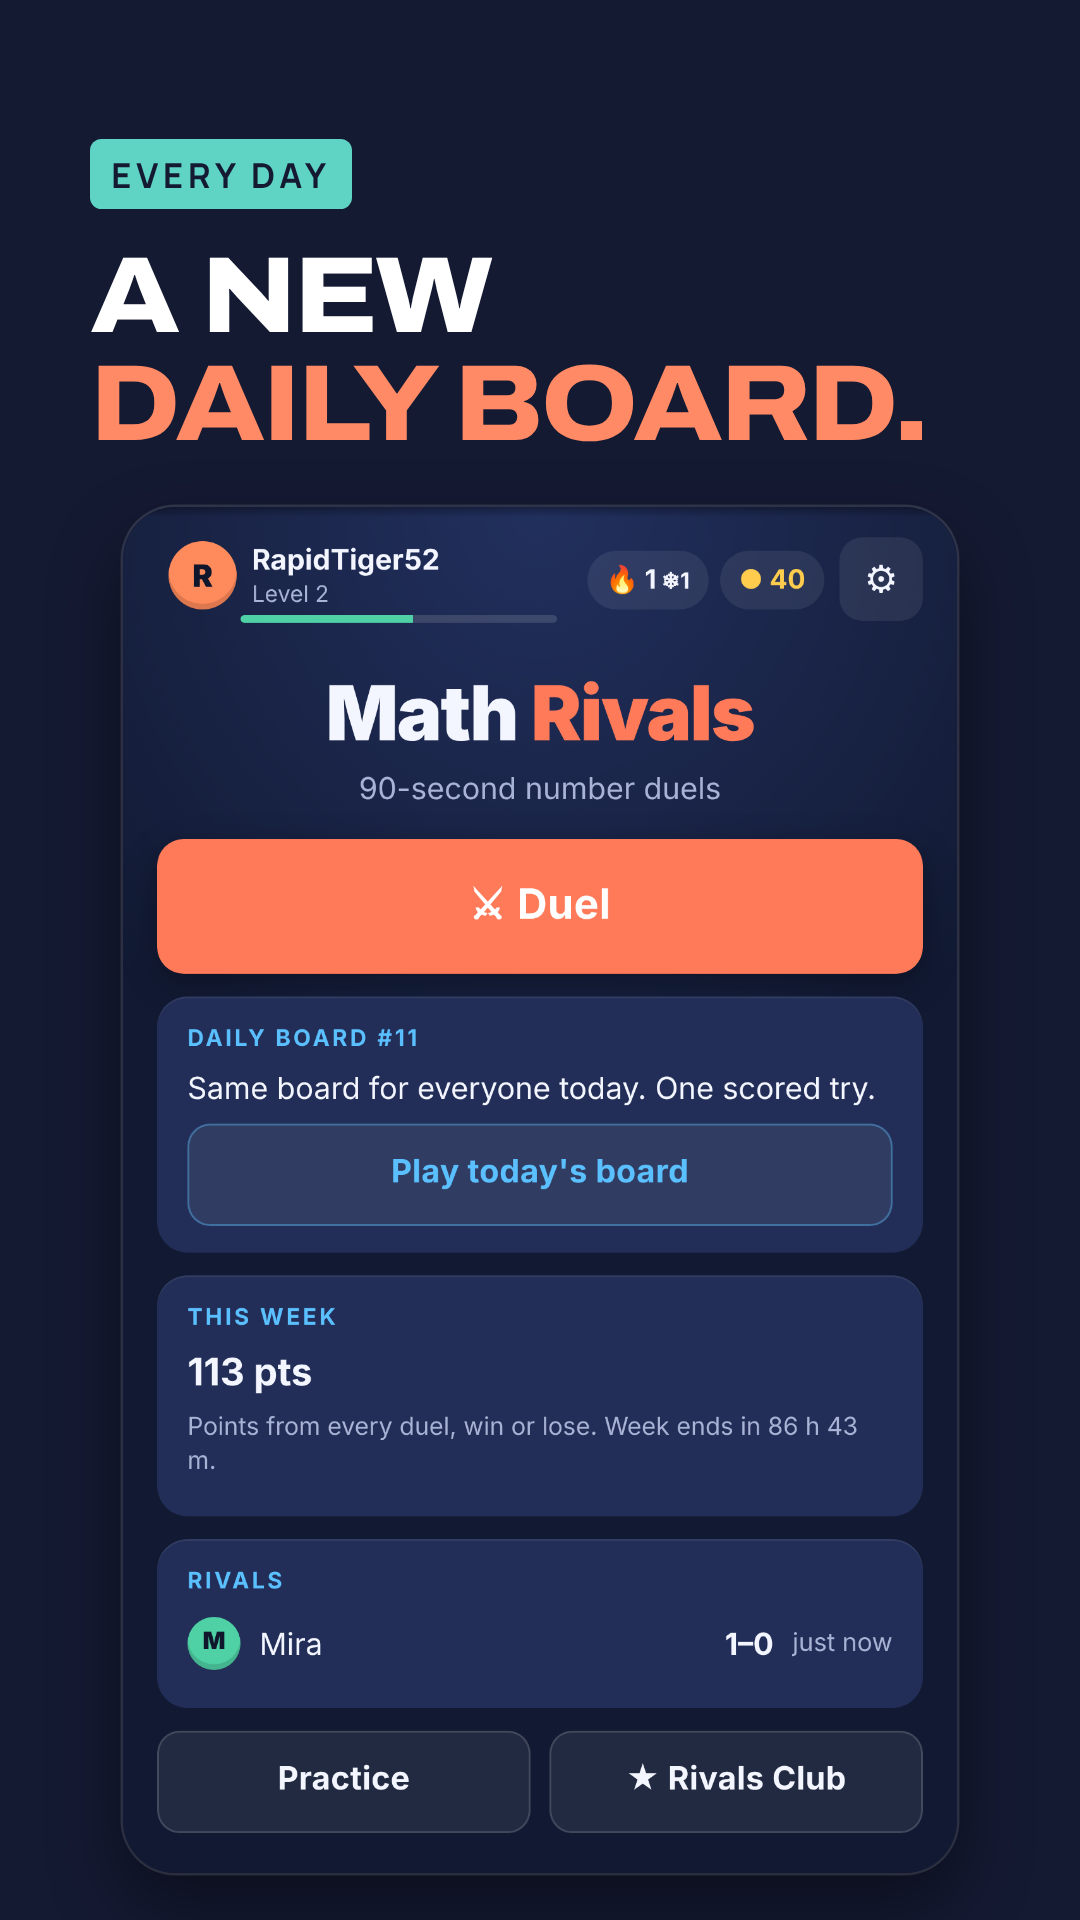 EVERY DAY
A NEW
DAILY BOARD.
R
RapidTiger52
Level 2
🔥 1 ❄1
40
⚙
Math Rivals
90-second number duels
⚔ Duel
DAILY BOARD #11
Same board for everyone today. One scored try.
Play today's board
THIS WEEK
113 pts
Points from every duel, win or lose. Week ends in 86 h 43
m.
RIVALS
M
Mira
1–0 just now
Practice
★ Rivals Club